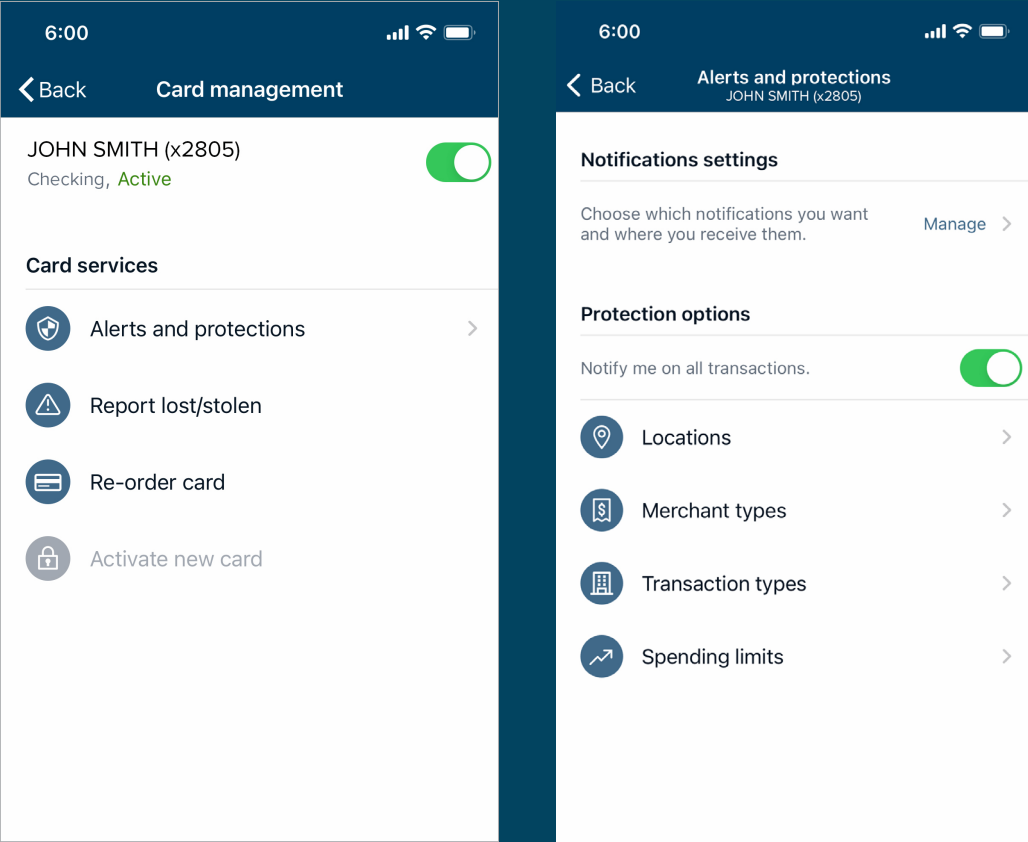 6:00
Back
Card management
JOHN SMITH (x2805)
Checking, Active
Card services
Alerts and protections
Report lost/stolen
Re-order card
Activate new card
6:00
Back
Alerts and protections
JOHN SMITH (x2805)
Notifications settings
Choose which notifications you want
and where you receive them.
Manage
Protection options
Notify me on all transactions.
Locations
Merchant types
Transaction types
Spending limits